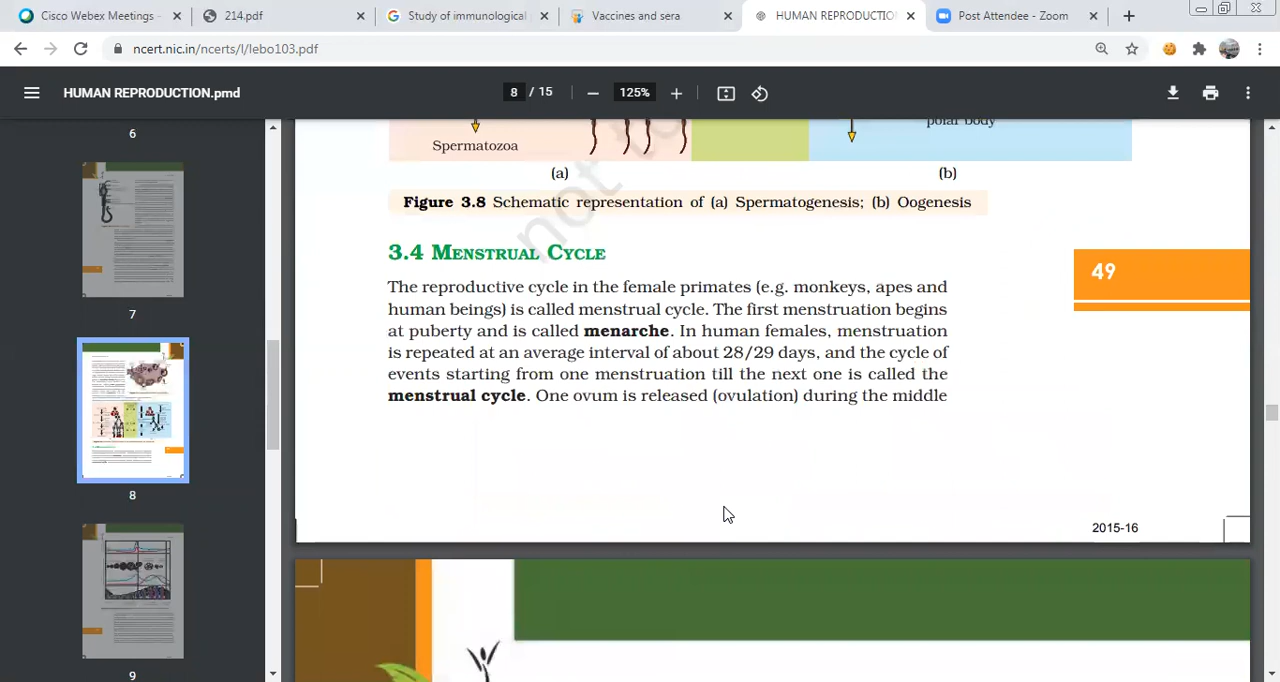 Cisco Webex Meetings -
214.pdf
Study of immunological
Vaccines and sera
HUMAN REPRODUCTIO
Post Attendee - Zoom
ncert.nic.in/ncerts/l/lebo103.pdf
HUMAN REPRODUCTION.pmd
8 / 15
125%
6
7
8
9
polar body
Spermatozoa
(a)
(b)
not to
Figure 3.8 Schematic representation of (a) Spermatogenesis; (b) Oogenesis
3.4 MENSTRUAL CYCLE
49
The reproductive cycle in the female primates (e.g. monkeys, apes and
human beings) is called menstrual cycle. The first menstruation begins
at puberty and is called menarche. In human females, menstruation
is repeated at an average interval of about 28/29 days, and the cycle of
events starting from one menstruation till the next one is called the
menstrual cycle. One ovum is released (ovulation) during the middle
2015-16